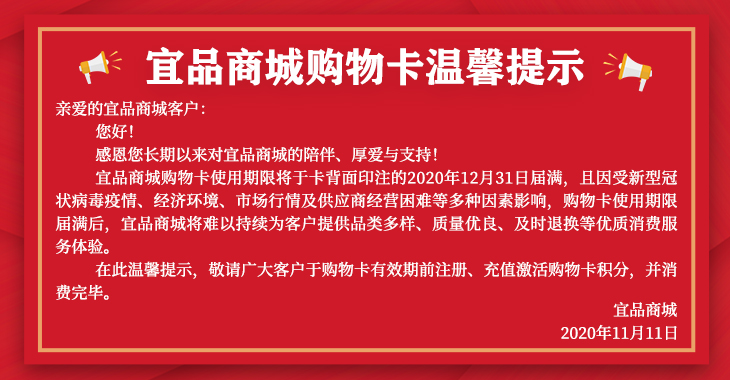 宜品商城购物卡温馨提示
亲爱的宜品商城客户：
您好！
感恩您长期以来对宜品商城的陪伴、厚爱与支持！
宜品商城购物卡使用期限将于卡背面印注的2020年12月31日届满，且因受新型冠
状病毒疫情、经济环境、市场行情及供应商经营困难等多种因素影响，购物卡使用期限
届满后，宜品商城将难以持续为客户提供品类多样、质量优良、及时退换等优质消费服
务体验。
在此温馨提示，敬请广大客户于购物卡有效期前注册、充值激活购物卡积分，并消
费完毕。
宜品商城
2020年11月11日